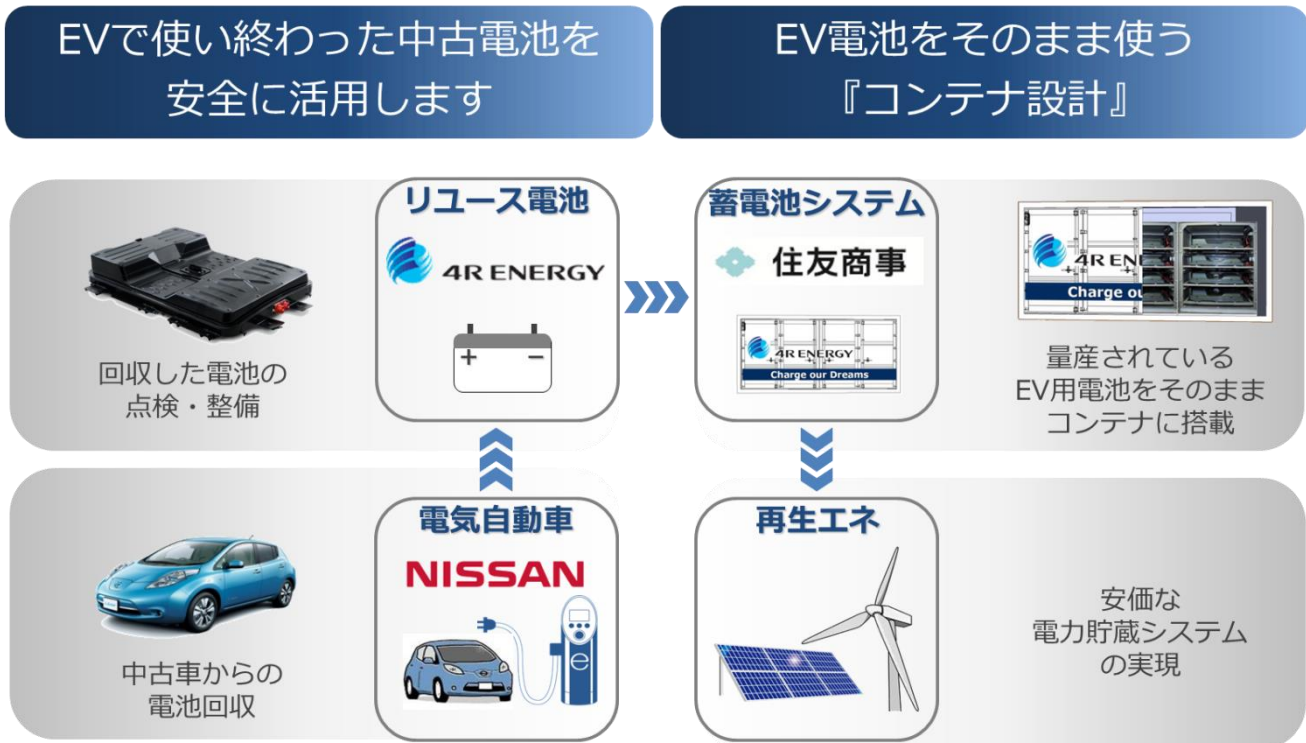 EVで使い終わった中古電池を
安全に活用します
EV電池をそのまま使う
『コンテナ設計』
リユース電池
4R ENERGY
+ −
回収した電池の
点検・整備
蓄電池システム
住友商事
4R ENERGY
Charge our Dreams
4R EN
Charge ou
量産されている
EV用電池をそのまま
コンテナに搭載
電気自動車
NISSAN
e
中古車からの
電池回収
再生エネ
安価な
電力貯蔵システム
の実現